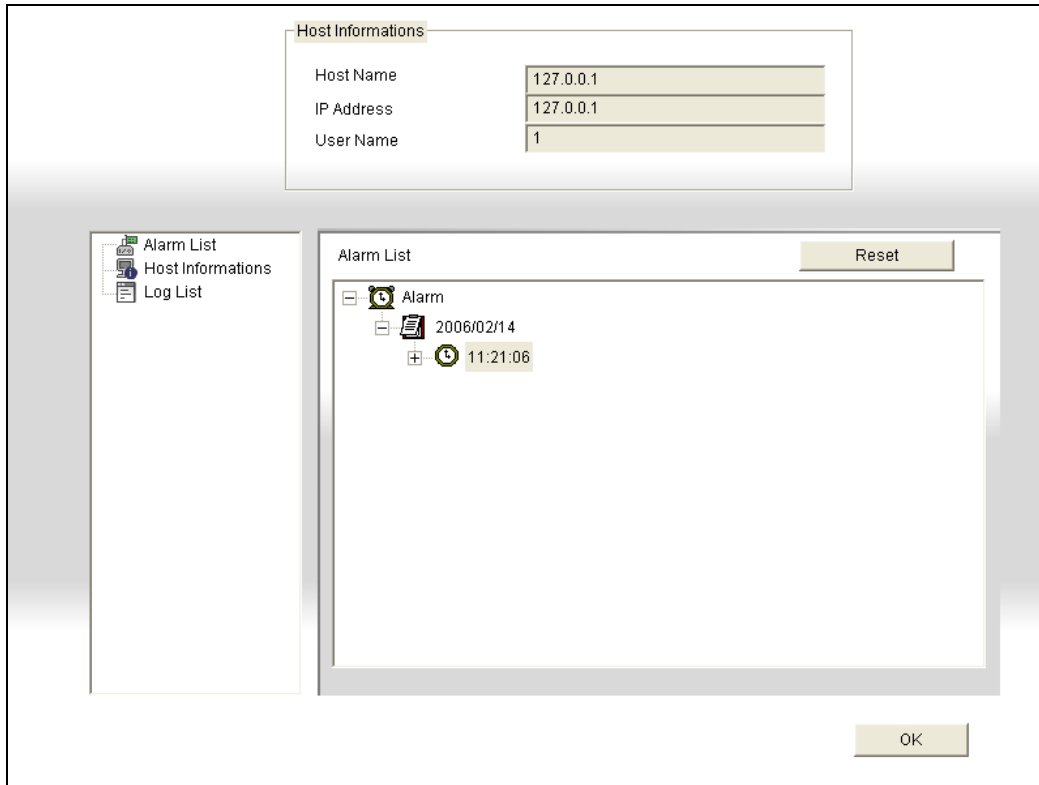 Host Informations
Host Name 127.0.0.1
IP Address 127.0.0.1
User Name 1
Alarm List
Host Informations
Log List
Alarm List Reset
Alarm
2006/02/14
11:21:06
OK